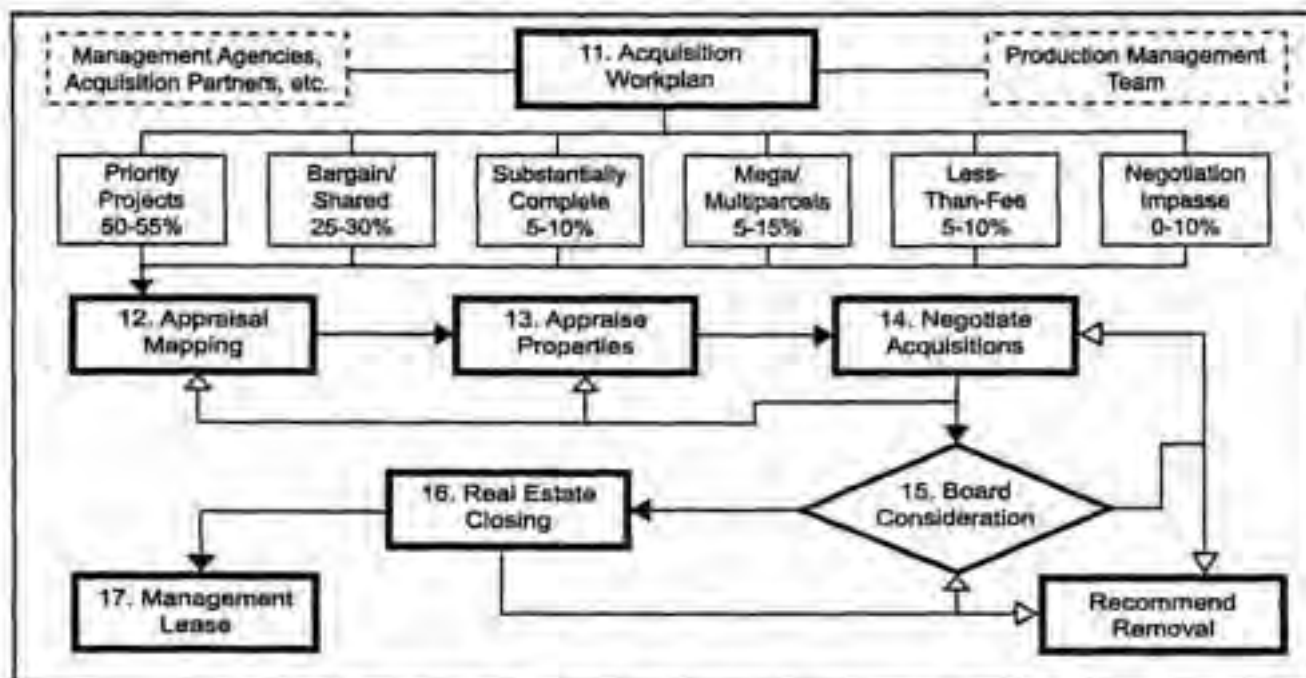 Management Agencies,
Acquisition Partners, etc.
11. Acquisition
Workplan
Production Management
Team
Priority
Projects
50-55%
Bargain/
Shared
25-30%
Substantially
Complete
5-10%
Mega/
Multiparcels
5-15%
Less-
Than-Fee
5-10%
Negotiation
Impasse
0-10%
12. Appraisal
Mapping
13. Appraise
Properties
14. Negotiate
Acquisitions
15. Board
Consideration
16. Real Estate
Closing
17. Management
Lease
Recommend
Removal